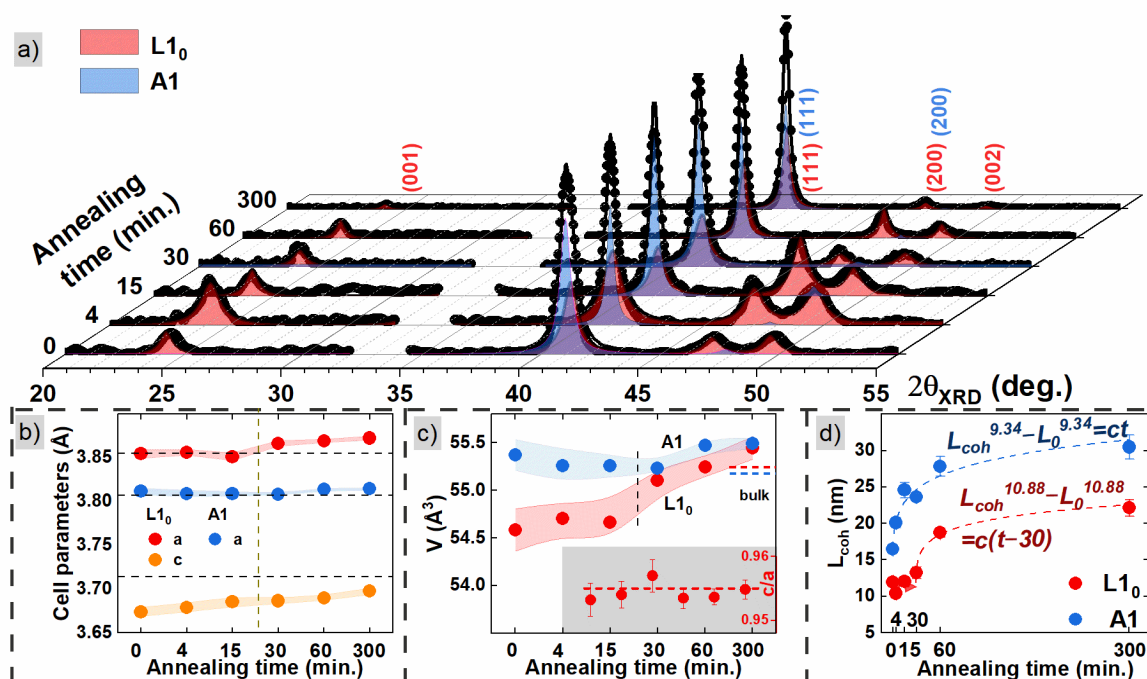 a)
L1₀
A1
(001)
(111)
(111)
(200)
(200)
(002)
Annealing
time (min.)
300
60
30
15
4
0
20 25 30 35 40 45 50 55
2θXRD (deg.)
b)
Cell parameters (Å)
3.85
3.80
3.75
3.70
3.65
L1₀ A1
a a
c
0 4 15 30 60 300
Annealing time (min.)
c)
V (Å³)
55.5
55.0
54.5
54.0
A1
L1₀
bulk
0.96
c/a
0.95
0 4 15 30 60 300
Annealing time (min.)
d)
Lcoh (nm)
30
25
20
15
10
5
Lcoh^9.34−L₀^9.34=ct
Lcoh^10.88−L₀^10.88
=c(t−30)
L1₀
A1
4 30
0 15 60 300
Annealing time (min.)